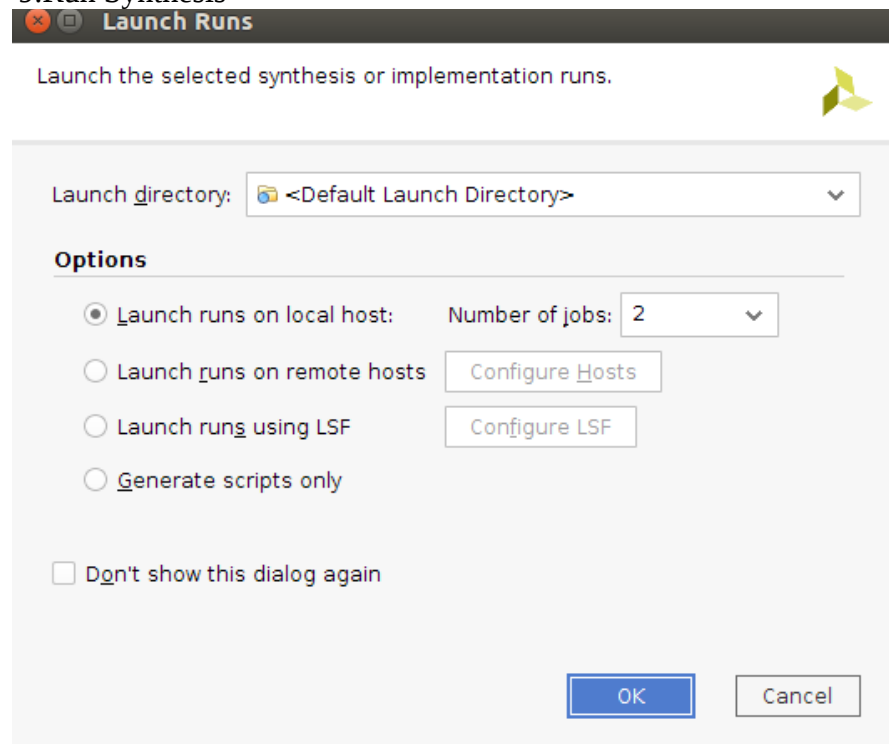 Launch Runs
Launch the selected synthesis or implementation runs.
Launch directory: <Default Launch Directory>
Options
Launch runs on local host: Number of jobs: 2
Launch runs on remote hosts Configure Hosts
Launch runs using LSF Configure LSF
Generate scripts only
Don't show this dialog again
OK Cancel